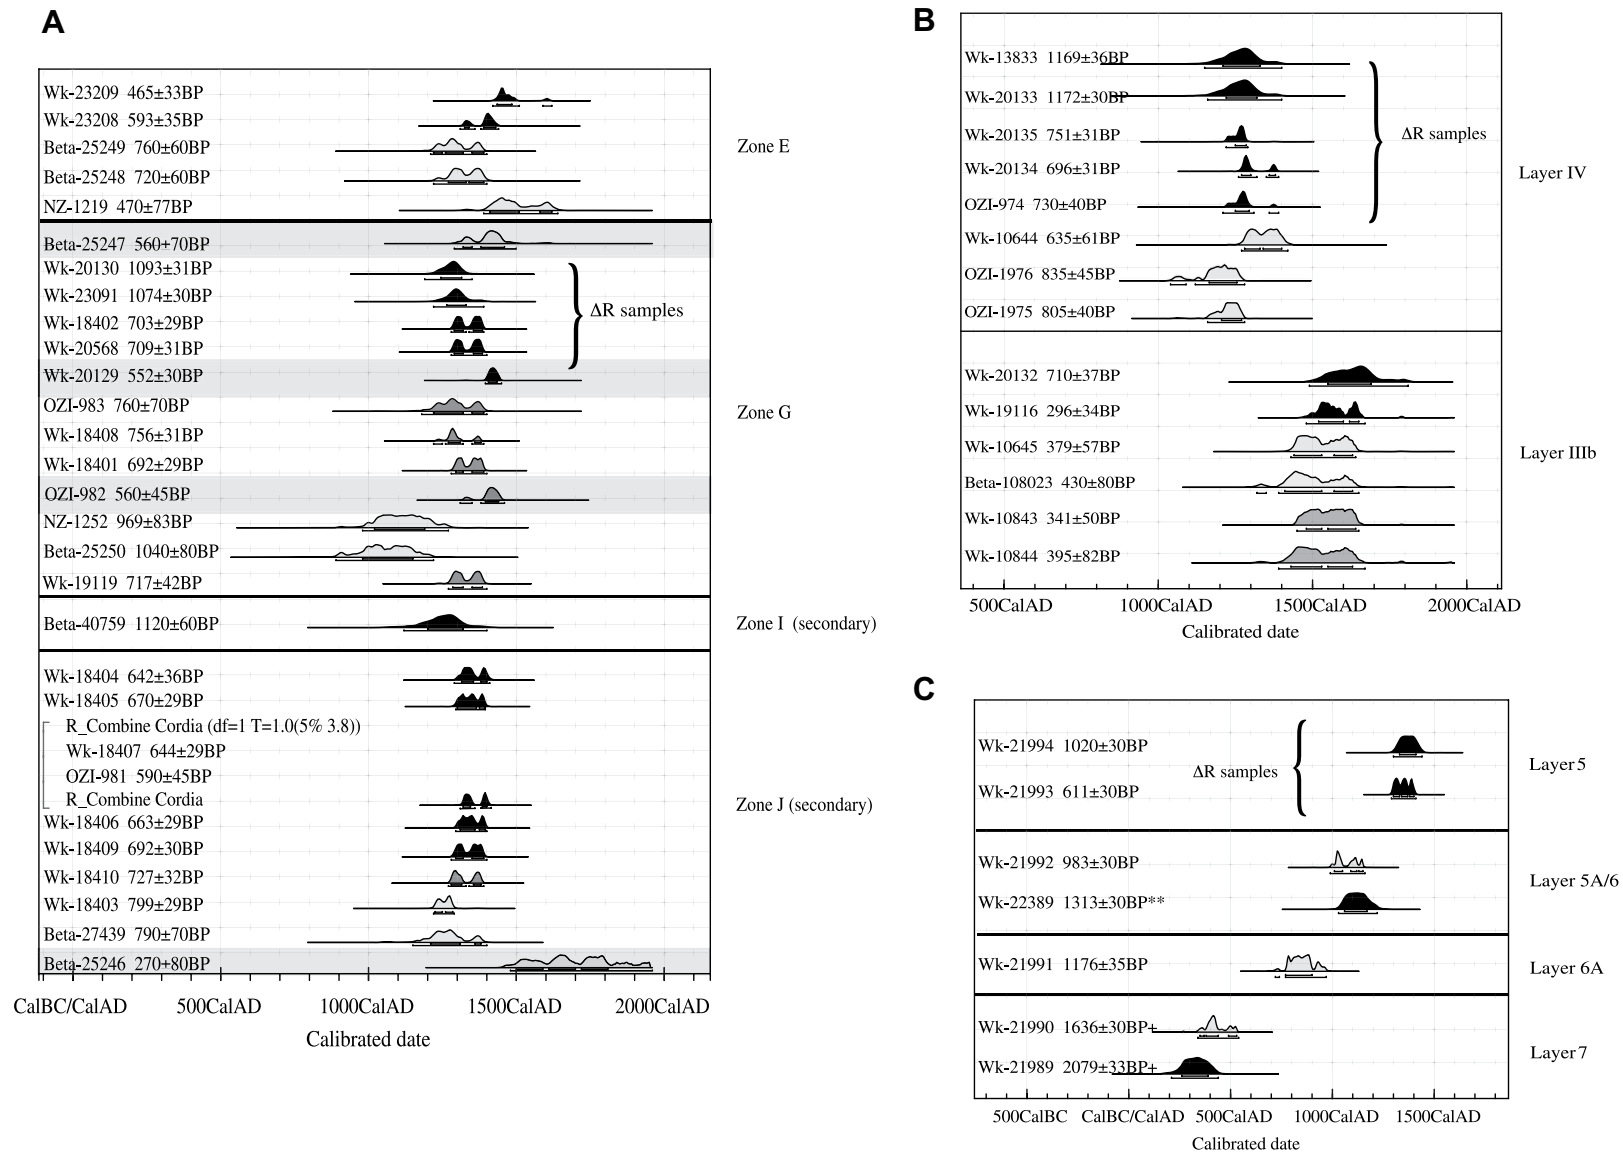 A
Wk-23209 465±33BP
Wk-23208 593±35BP
Beta-25249 760±60BP
Beta-25248 720±60BP
NZ-1219 470±77BP
Zone E
Beta-25247 560±70BP
Wk-20130 1093±31BP
Wk-23091 1074±30BP
Wk-18402 703±29BP
Wk-20568 709±31BP
ΔR samples
Wk-20129 552±30BP
OZI-983 760±70BP
Wk-18408 756±31BP
Wk-18401 692±29BP
OZI-982 560±45BP
NZ-1252 969±83BP
Beta-25250 1040±80BP
Wk-19119 717±42BP
Zone G
Beta-40759 1120±60BP
Zone I (secondary)
Wk-18404 642±36BP
Wk-18405 670±29BP
R_Combine Cordia (df=1 T=1.0(5% 3.8))
Wk-18407 644±29BP
OZI-981 590±45BP
R_Combine Cordia
Wk-18406 663±29BP
Wk-18409 692±30BP
Wk-18410 727±32BP
Wk-18403 799±29BP
Beta-27439 790±70BP
Beta-25246 270±80BP
Zone J (secondary)
CalBC/CalAD 500CalAD 1000CalAD 1500CalAD 2000CalAD
Calibrated date
B
Wk-13833 1169±36BP
Wk-20133 1172±30BP
Wk-20135 751±31BP
Wk-20134 696±31BP
OZI-974 730±40BP
ΔR samples
Wk-10644 635±61BP
OZI-1976 835±45BP
OZI-1975 805±40BP
Layer IV
Wk-20132 710±37BP
Wk-19116 296±34BP
Wk-10645 379±57BP
Beta-108023 430±80BP
Wk-10843 341±50BP
Wk-10844 395±82BP
Layer IIIb
500CalAD 1000CalAD 1500CalAD 2000CalAD
Calibrated date
C
Wk-21994 1020±30BP
Wk-21993 611±30BP
ΔR samples
Layer 5
Wk-21992 983±30BP
Wk-22389 1313±30BP**
Layer 5A/6
Wk-21991 1176±35BP
Layer 6A
Wk-21990 1636±30BP+
Wk-21989 2079±33BP+
Layer 7
500CalBC CalBC/CalAD 500CalAD 1000CalAD 1500CalAD
Calibrated date